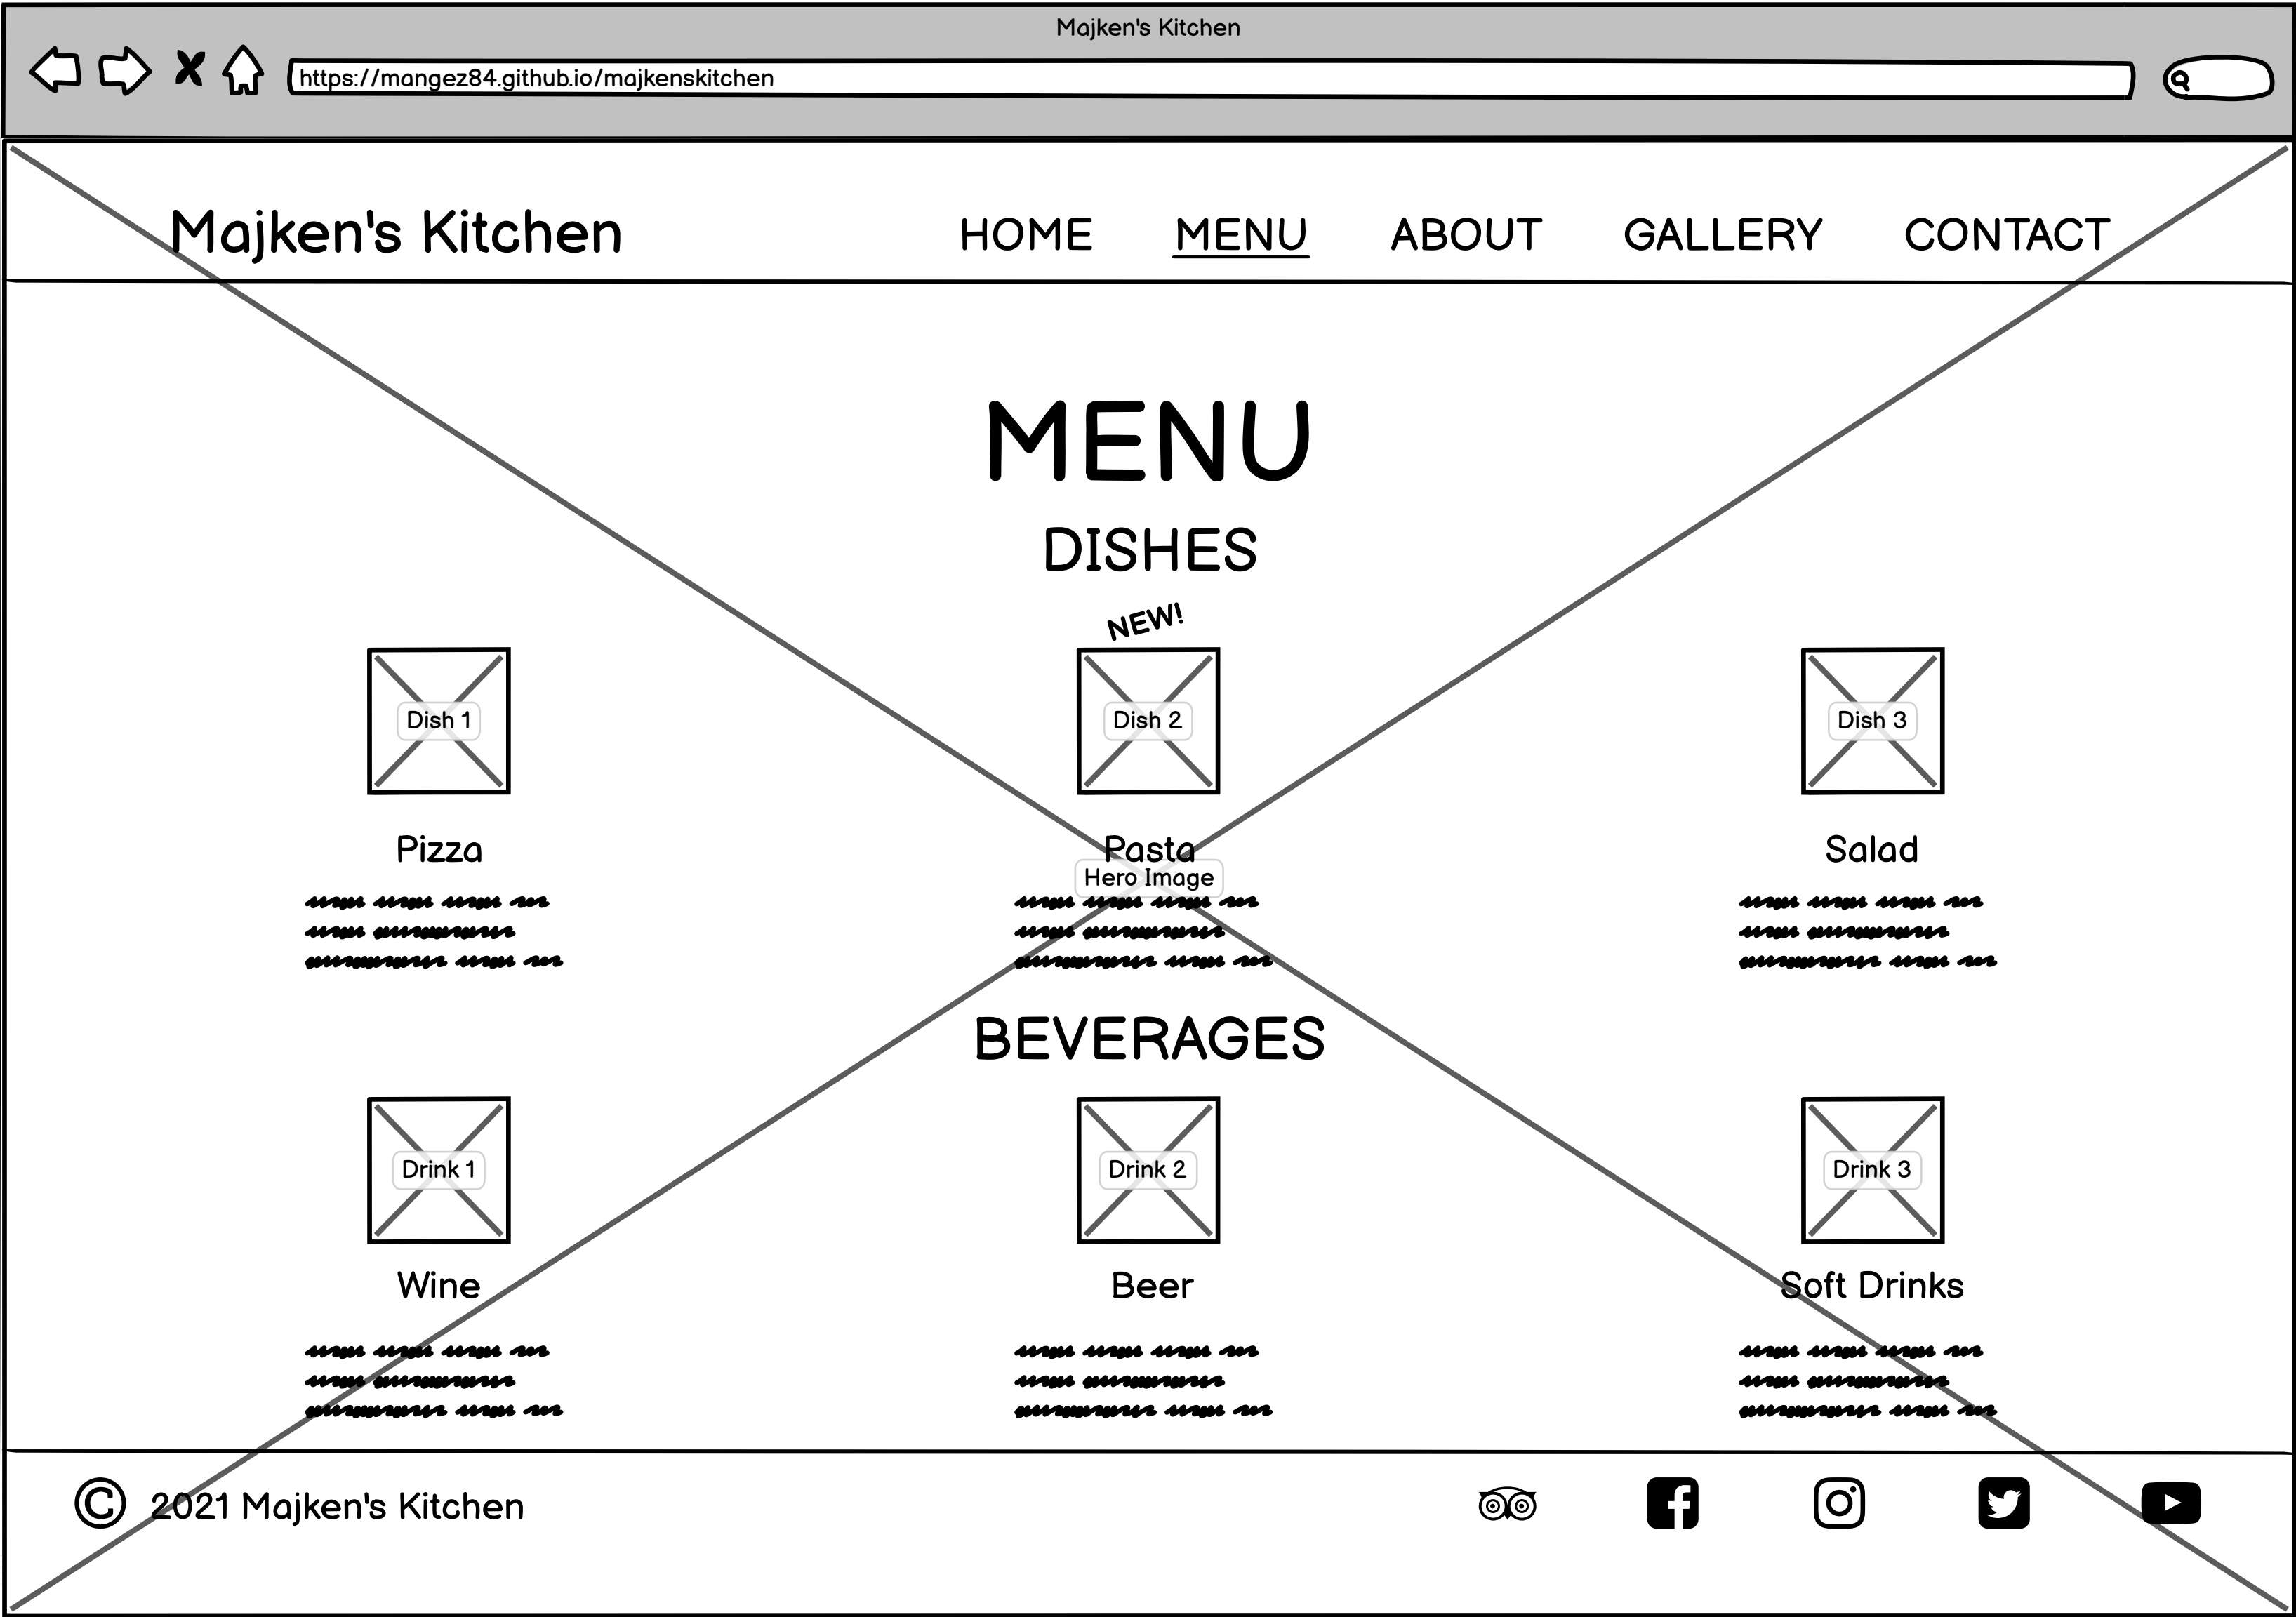 Majken's Kitchen
https://mangez84.github.io/majkenskitchen
Majken's Kitchen HOME MENU ABOUT GALLERY CONTACT
MENU
DISHES
NEW!
Dish 1 Dish 2 Dish 3
Pizza Pasta Salad
Hero Image
BEVERAGES
Drink 1 Drink 2 Drink 3
Wine Beer Soft Drinks
© 2021 Majken's Kitchen